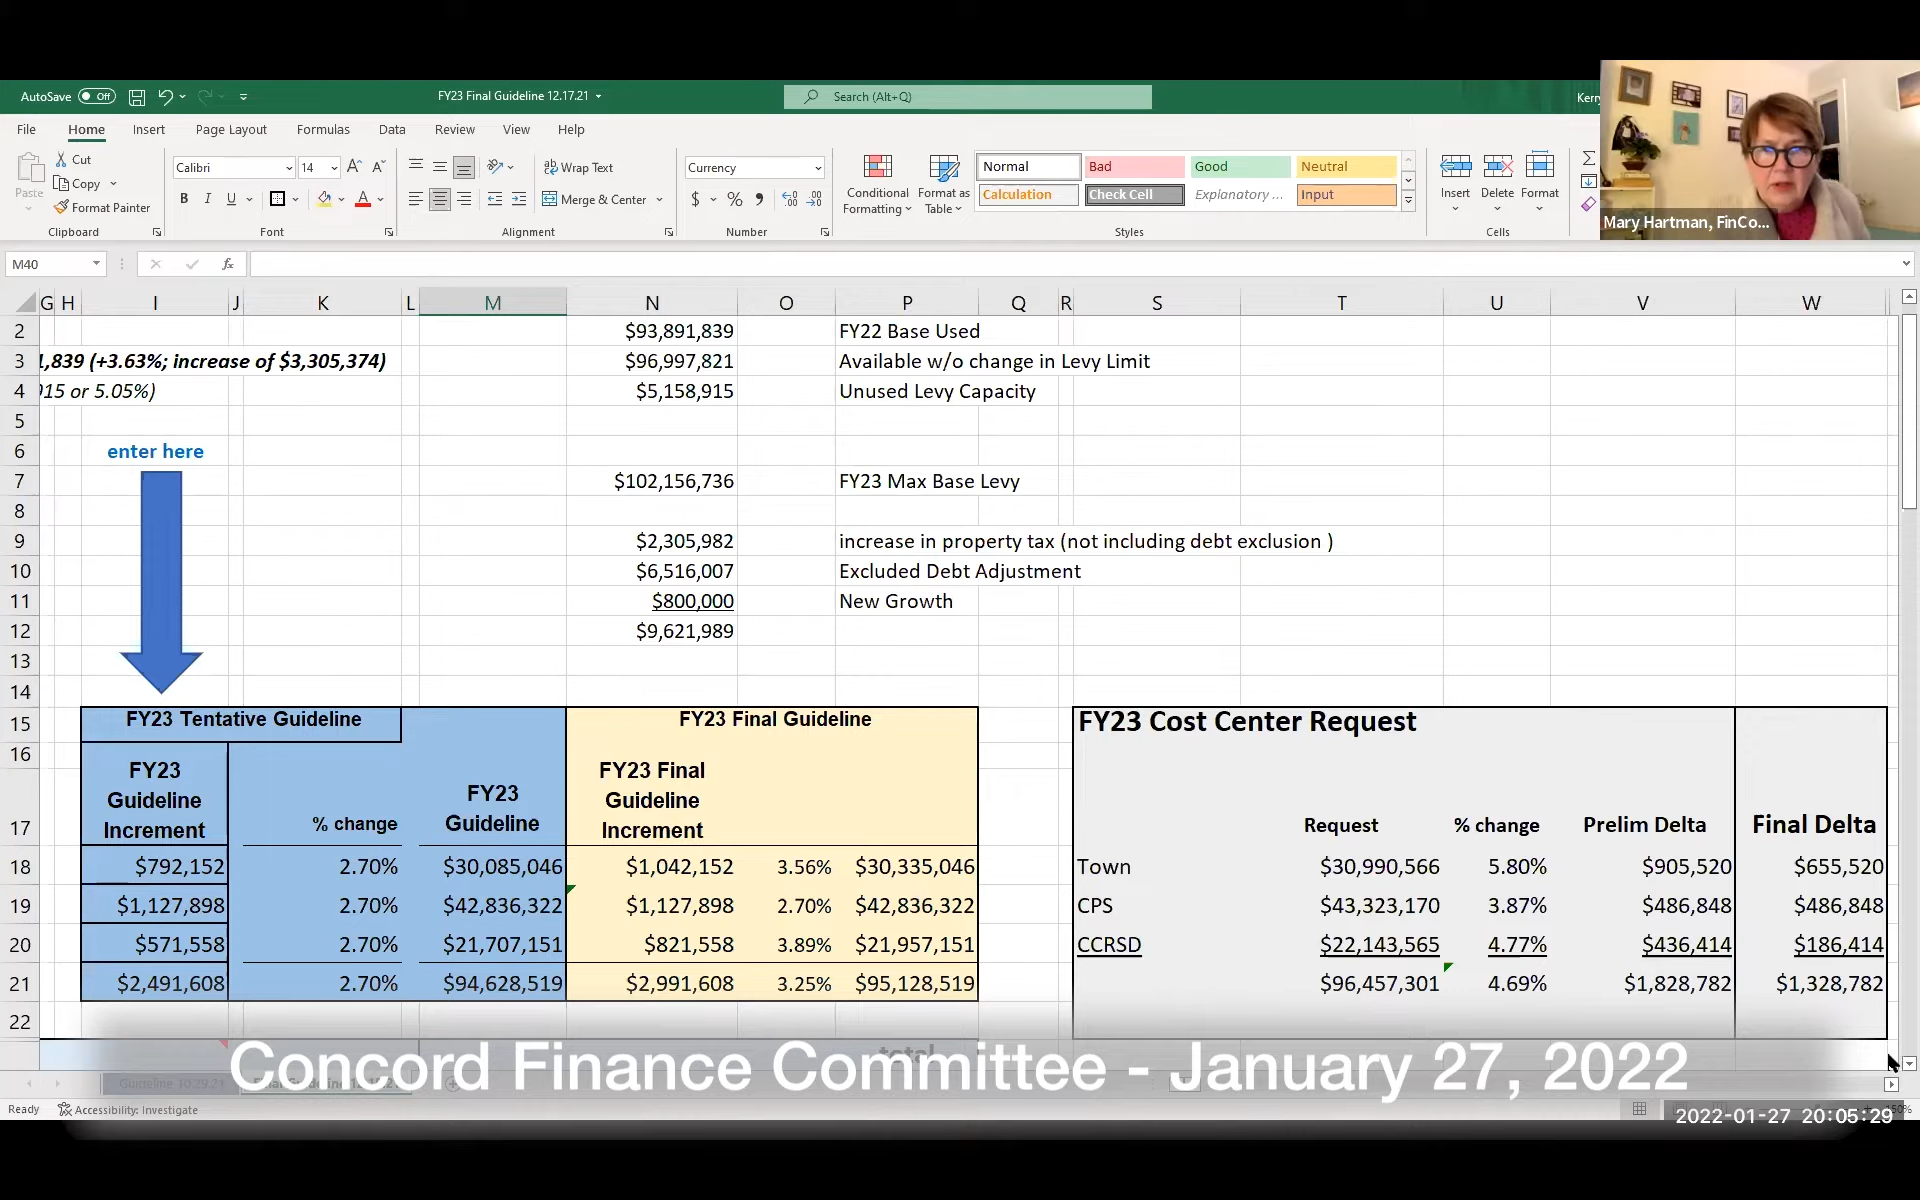 AutoSave Off FY23 Final Guideline 12.17.21 Search (Alt+Q) Kerry
File Home Insert Page Layout Formulas Data Review View Help
Paste Cut Copy Format Painter Clipboard
Calibri 14 B I U Font
Wrap Text Merge & Center Alignment
Currency $ % Number
Conditional Formatting Format as Table
Normal Bad Good Neutral
Calculation Check Cell Explanatory ... Input
Styles
Insert Delete Format
Cells
Mary Hartman, FinCo...
M40 fx
G H I J K L M N O P Q R S T U V W
2 $93,891,839 FY22 Base Used
3 1,839 (+3.63%; increase of $3,305,374) $96,997,821 Available w/o change in Levy Limit
4 915 or 5.05%) $5,158,915 Unused Levy Capacity
5
6 enter here
7 $102,156,736 FY23 Max Base Levy
8
9 $2,305,982 increase in property tax (not including debt exclusion )
10 $6,516,007 Excluded Debt Adjustment
11 $800,000 New Growth
12 $9,621,989
13
14
15 FY23 Tentative Guideline FY23 Final Guideline FY23 Cost Center Request
16
17 FY23 Guideline Increment % change FY23 Guideline FY23 Final Guideline Increment Request % change Prelim Delta Final Delta
18 $792,152 2.70% $30,085,046 $1,042,152 3.56% $30,335,046 Town $30,990,566 5.80% $905,520 $655,520
19 $1,127,898 2.70% $42,836,322 $1,127,898 2.70% $42,836,322 CPS $43,323,170 3.87% $486,848 $486,848
20 $571,558 2.70% $21,707,151 $821,558 3.89% $21,957,151 CCRSD $22,143,565 4.77% $436,414 $186,414
21 $2,491,608 2.70% $94,628,519 $2,991,608 3.25% $95,128,519 $96,457,301 4.69% $1,828,782 $1,328,782
22
total
Concord Finance Committee - January 27, 2022
Ready Accessibility: Investigate
2022-01-27 20:05:29